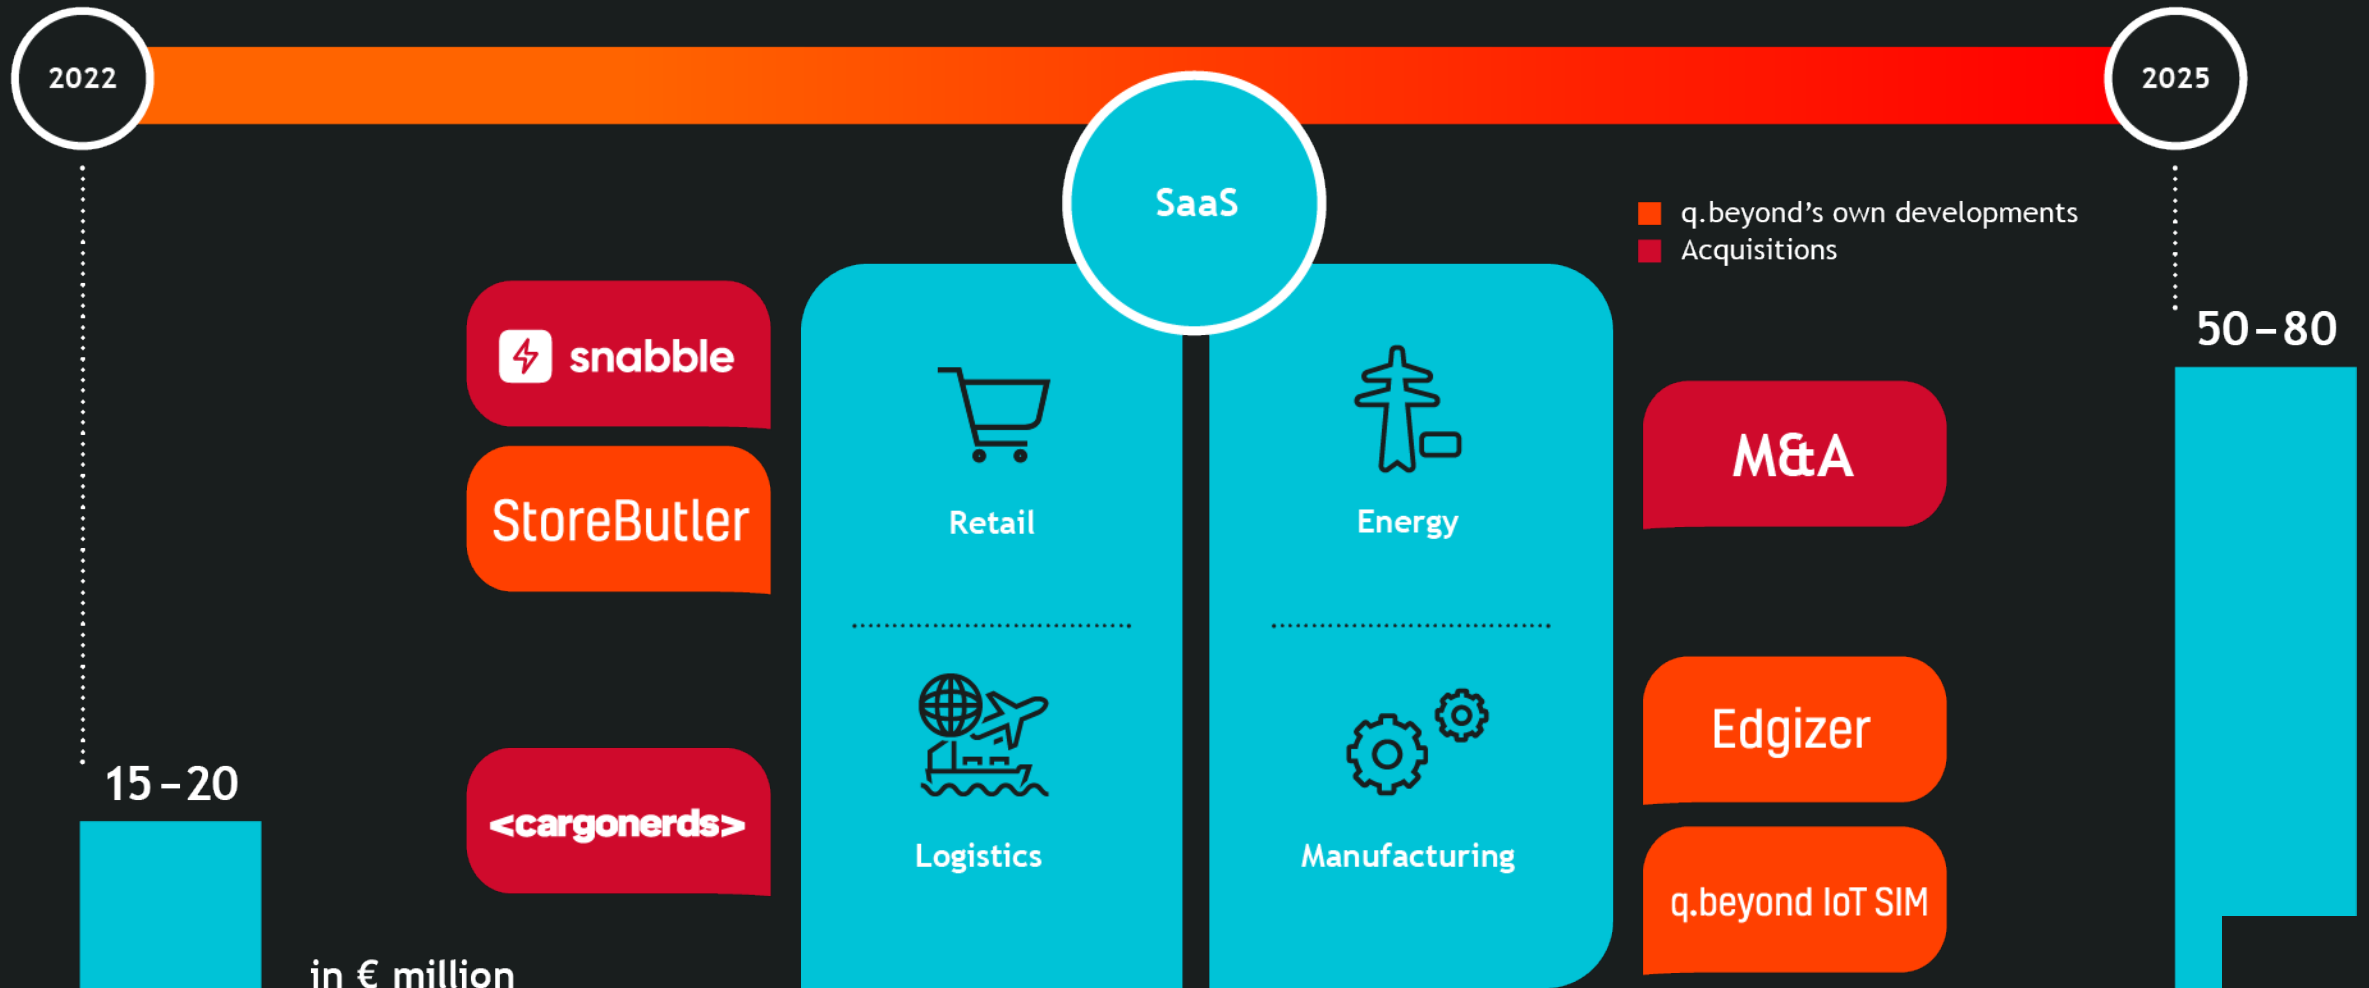 2022
2025
SaaS
q.beyond’s own developments
Acquisitions
snabble
StoreButler
Retail
Energy
M&A
50–80
15–20
<cargonerds>
Logistics
Manufacturing
Edgizer
q.beyond IoT SIM
in € million